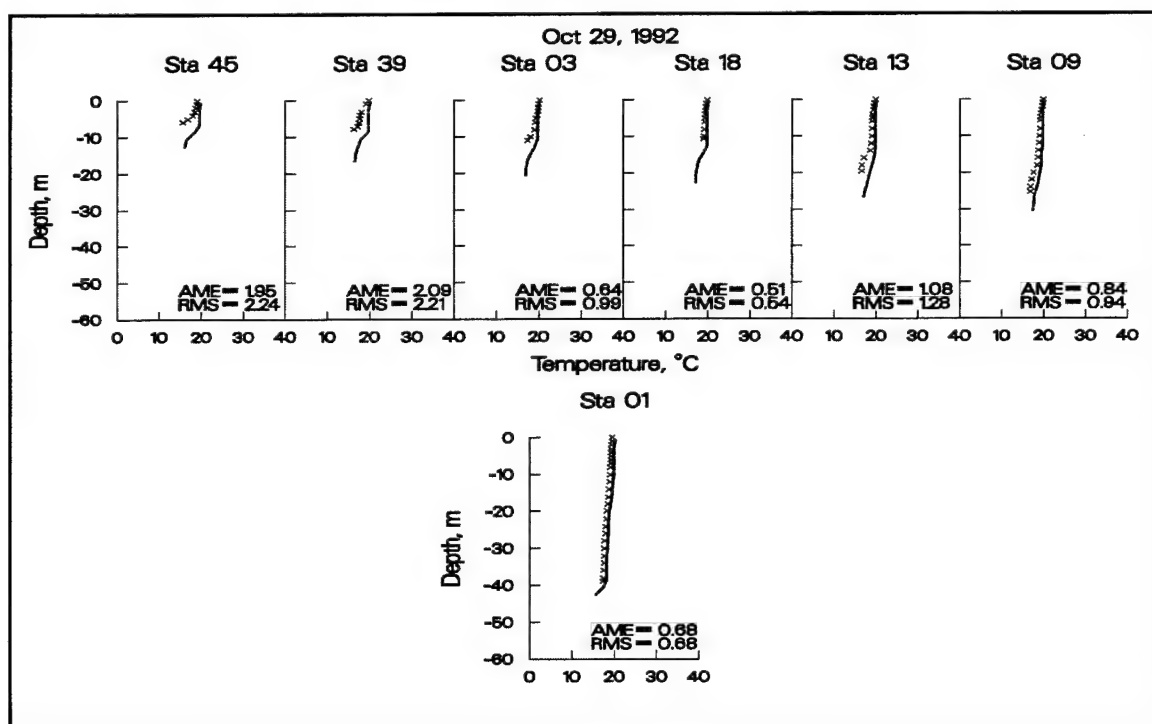 Oct 29, 1992
Sta 45 Sta 39 Sta 03 Sta 18 Sta 13 Sta 09
0
-10
-20
-30
-40
-50
-60
Depth, m
AME = 1.95
RMS = 2.24
AME = 2.09
RMS = 2.21
AME = 0.64
RMS = 0.99
AME = 0.51
RMS = 0.54
AME = 1.08
RMS = 1.28
AME = 0.84
RMS = 0.94
0 10 20 30 40 10 20 30 40 10 20 30 40 10 20 30 40 10 20 30 40 10 20 30 40
Temperature, °C
Sta 01
0
-10
-20
-30
-40
-50
-60
Depth, m
AME = 0.68
RMS = 0.68
0 10 20 30 40